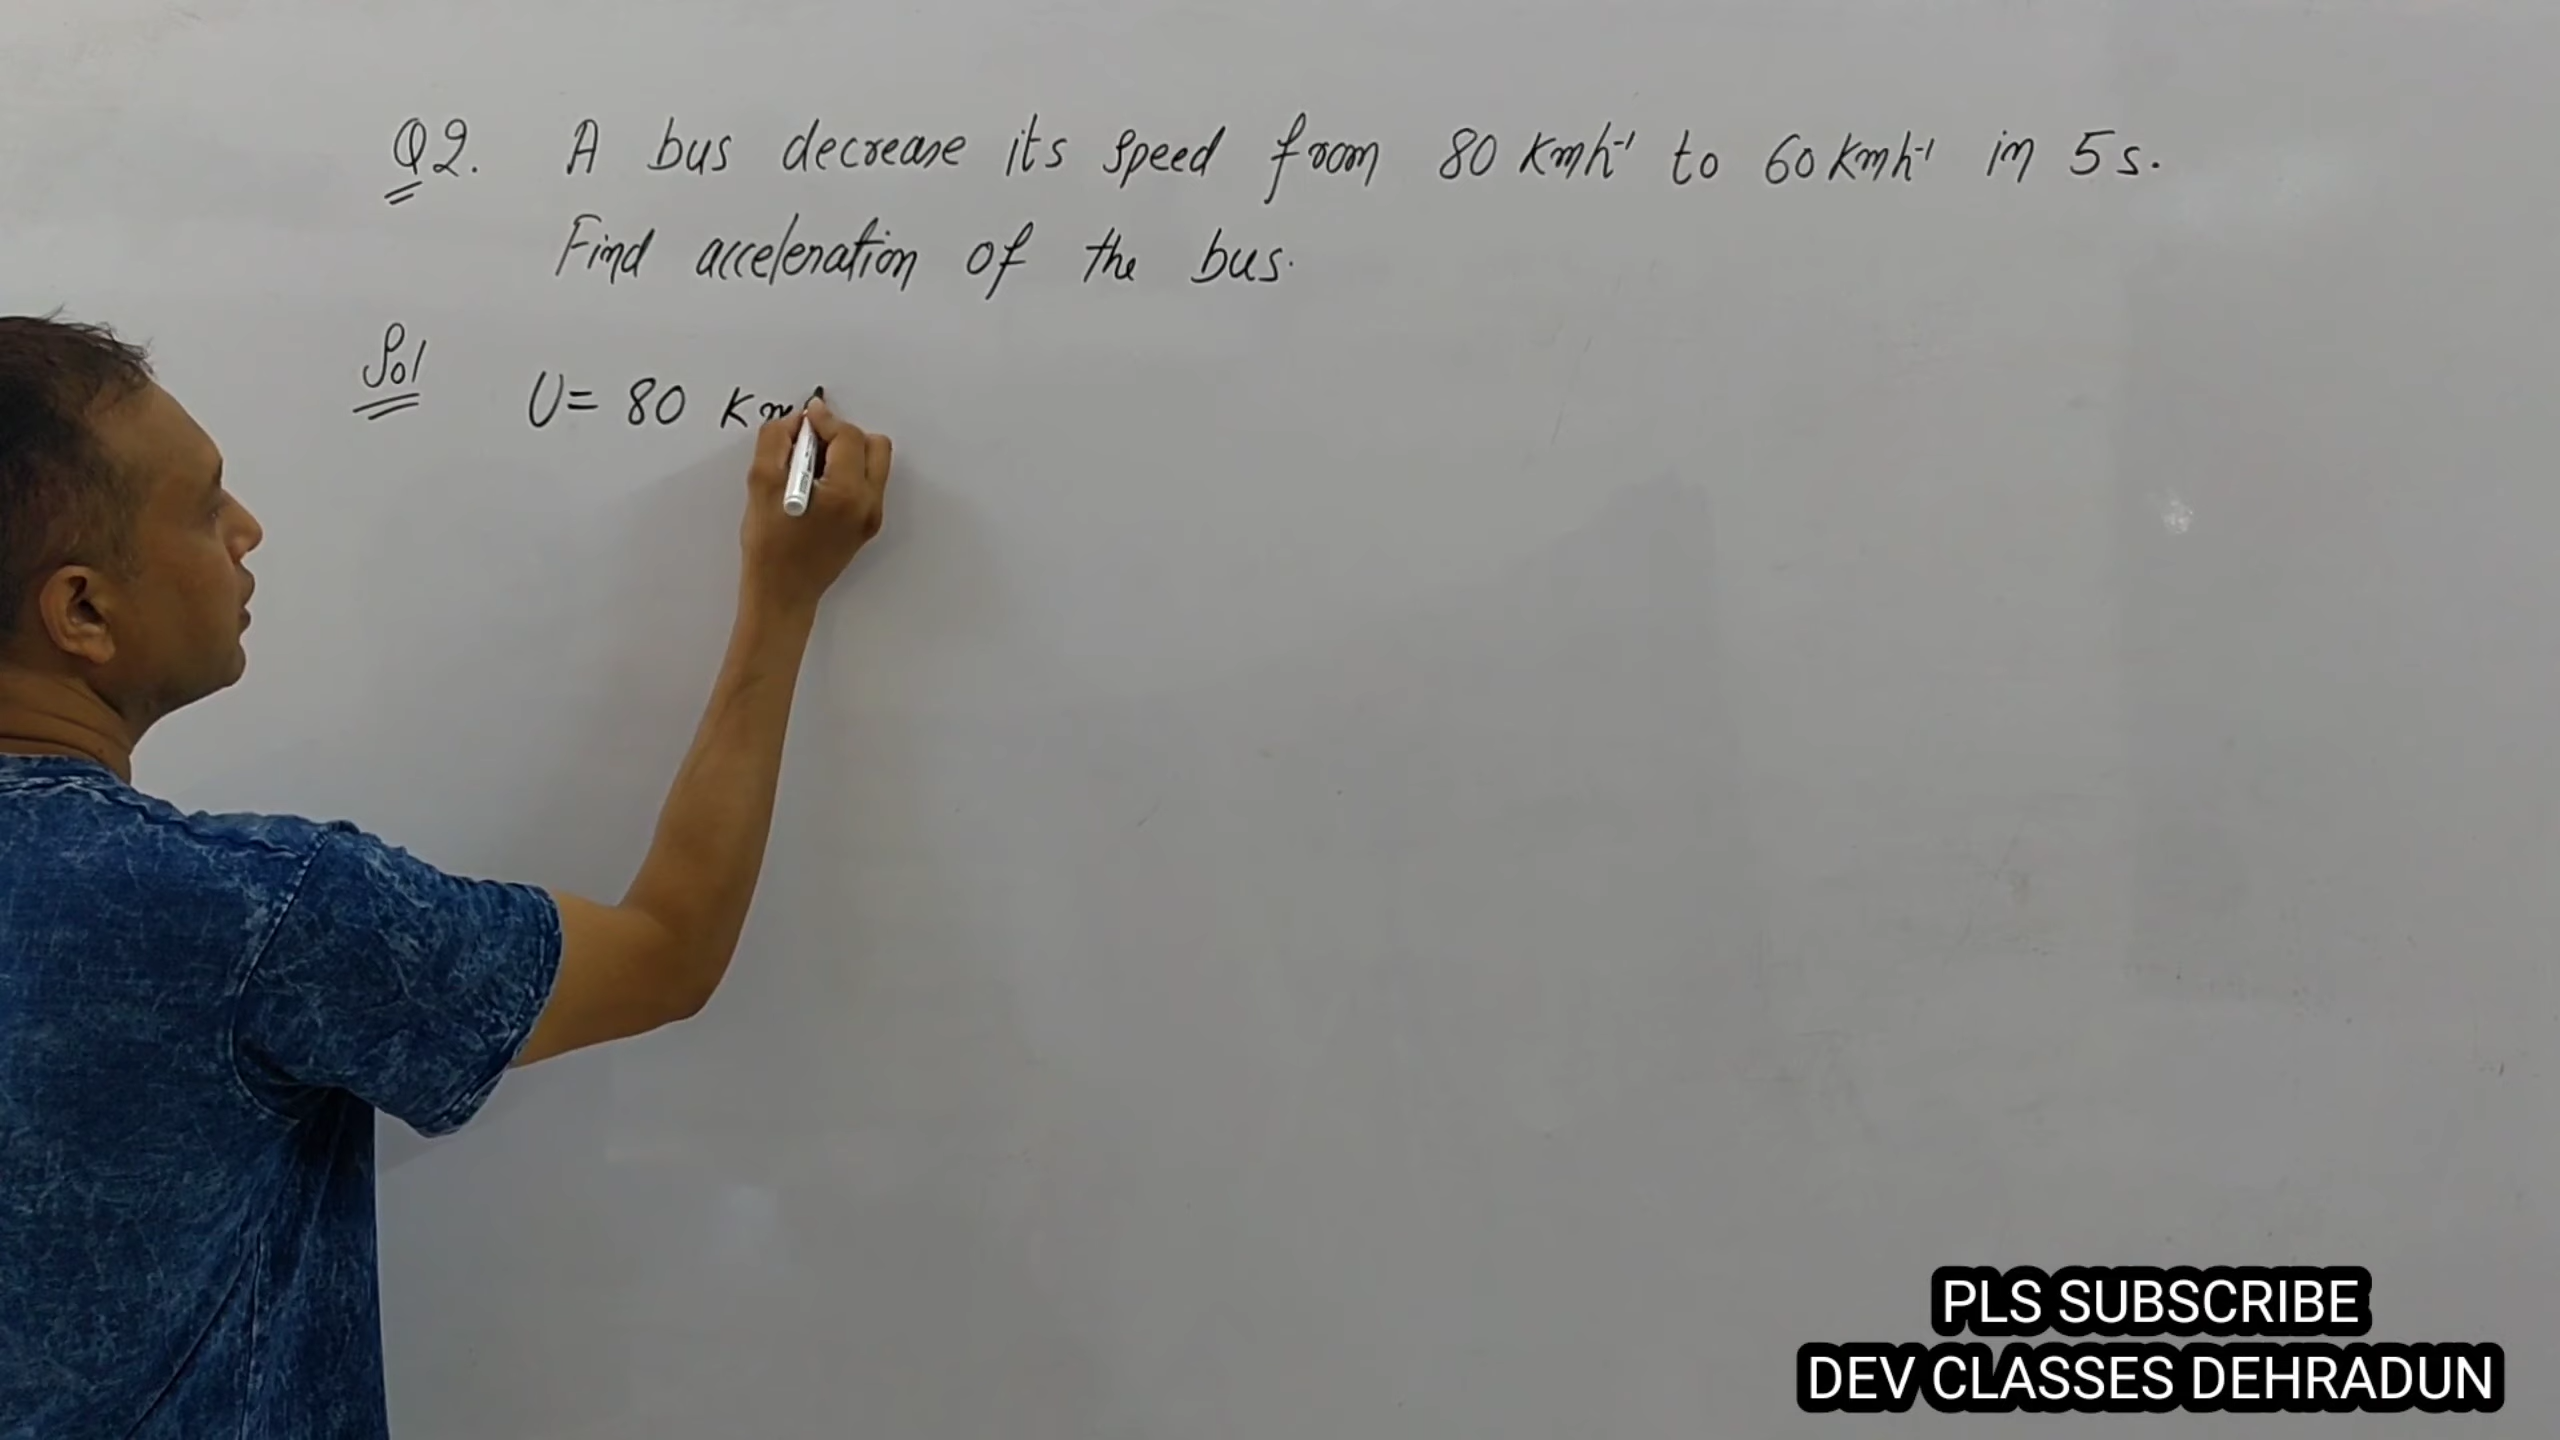 Q2. A bus decrease its speed from 80 Kmh⁻¹ to 60 Kmh⁻¹ in 5s.
Find acceleration of the bus.
Sol U= 80 Km
PLS SUBSCRIBE
DEV CLASSES DEHRADUN